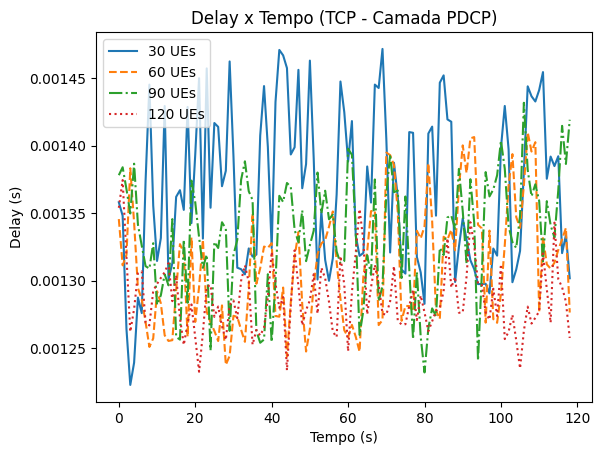 Delay x Tempo (TCP - Camada PDCP)
30 UEs
60 UEs
90 UEs
120 UEs
0.00145
0.00140
0.00135
0.00130
0.00125
Delay (s)
0 20 40 60 80 100 120
Tempo (s)